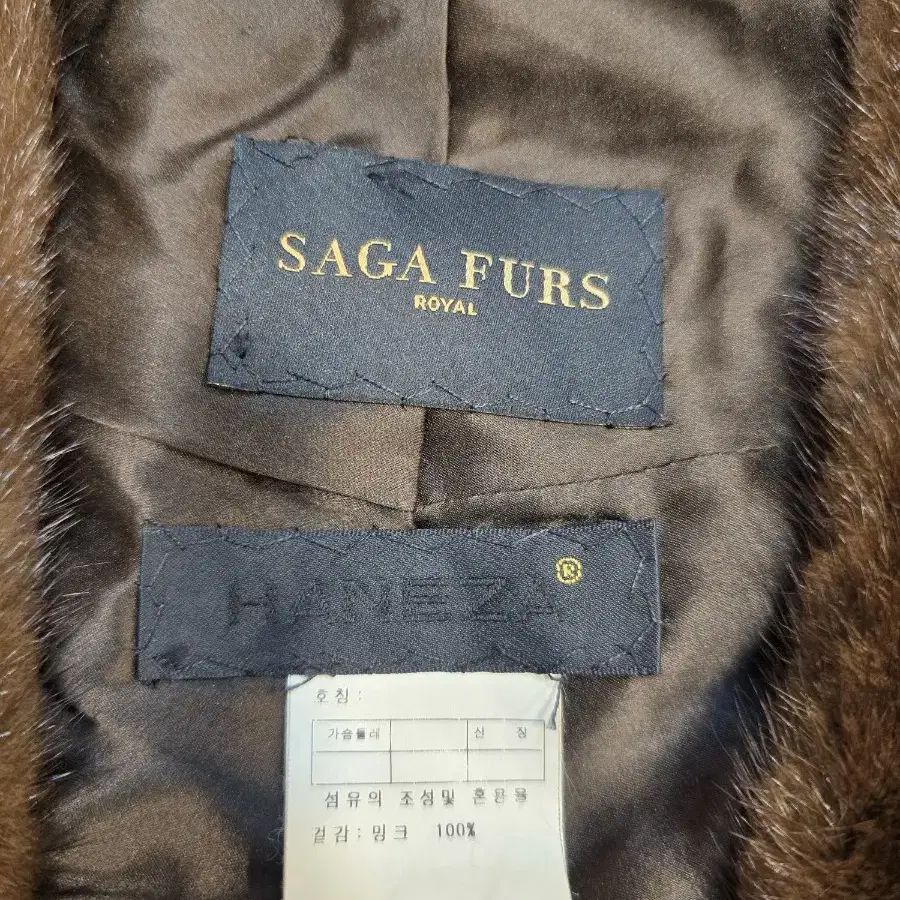 SAGA FURS
ROYAL
HANEZA®
호칭 :
가슴둘레 신 장
섬유의 조성및 혼용율
겉감 : 밍크 100%